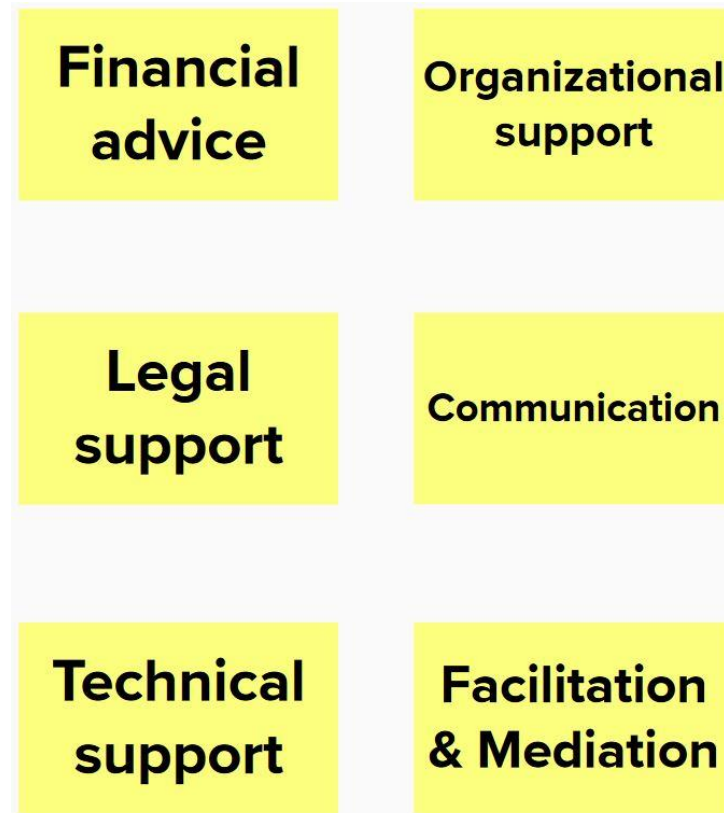 Financial
advice
Organizational
support
Legal
support
Communication
Technical
support
Facilitation
& Mediation